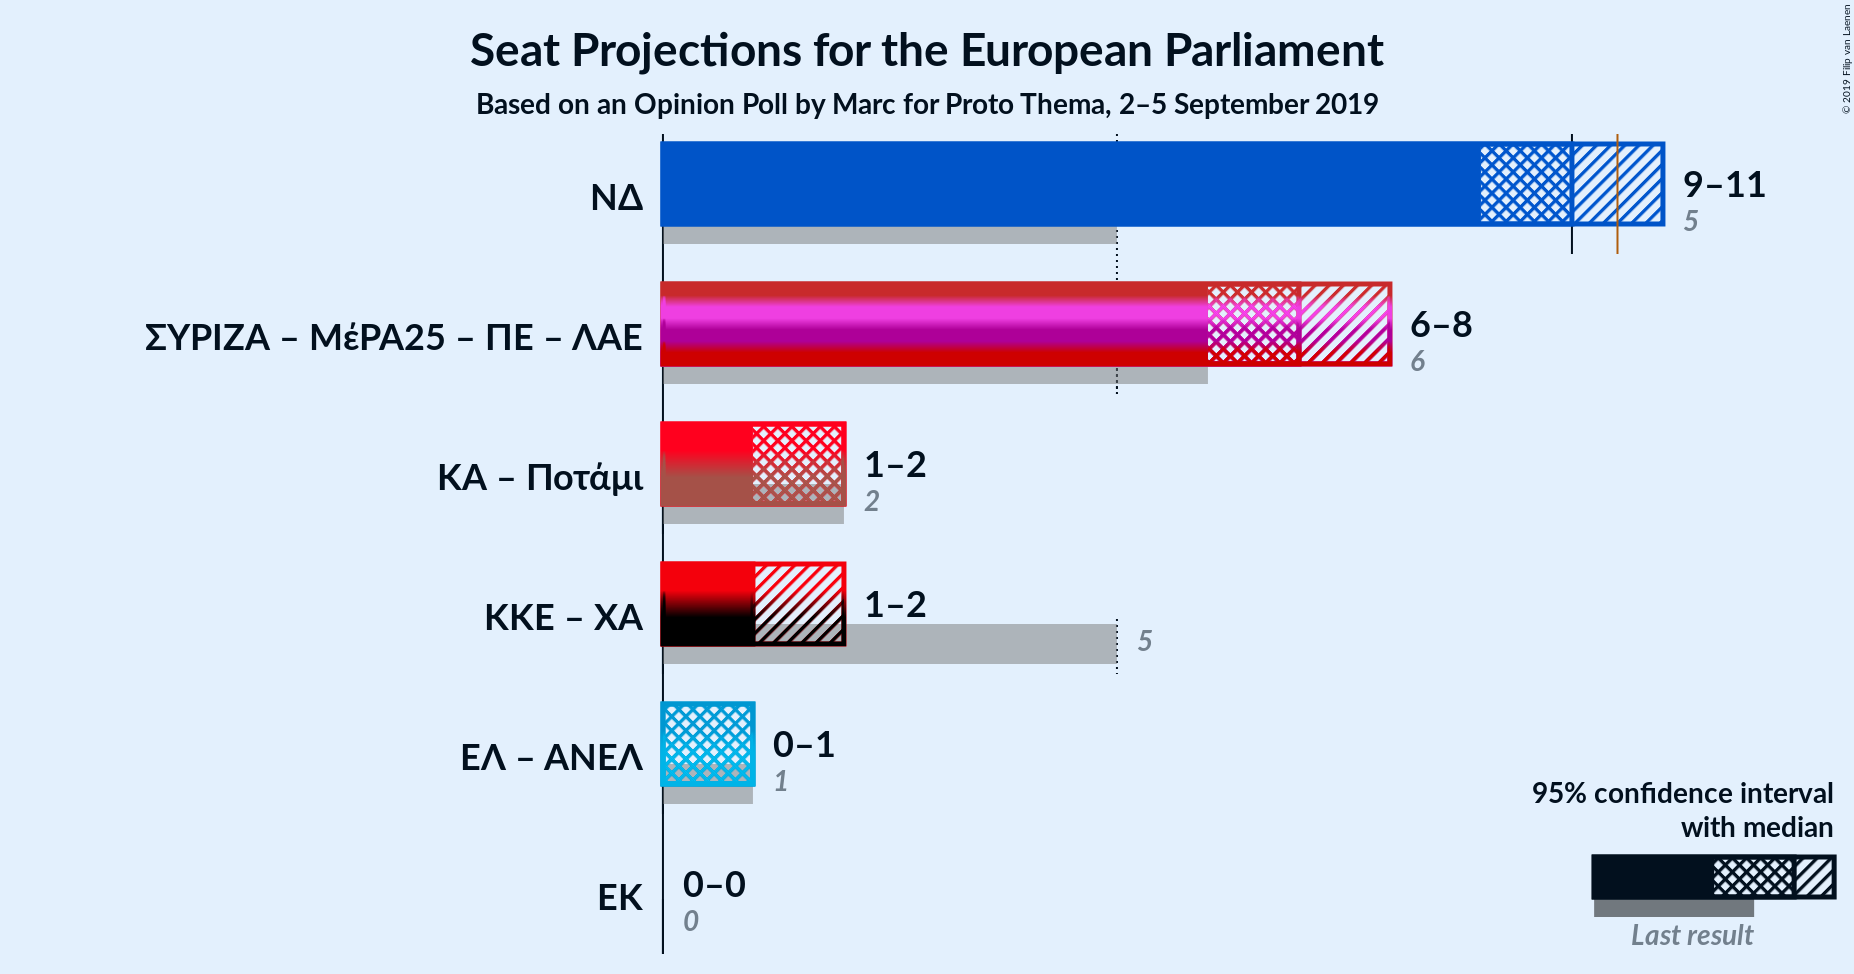 Seat Projections for the European Parliament
Based on an Opinion Poll by Marc for Proto Thema, 2–5 September 2019
© 2019 Filip van Laenen
ΝΔ
9–11
5
ΣΥΡΙΖΑ – ΜέΡΑ25 – ΠΕ – ΛΑΕ
6–8
6
ΚΑ – Ποτάμι
1–2
2
ΚΚΕ – ΧΑ
1–2
5
ΕΛ – ΑΝΕΛ
0–1
1
ΕΚ
0–0
0
95% confidence interval
with median
Last result